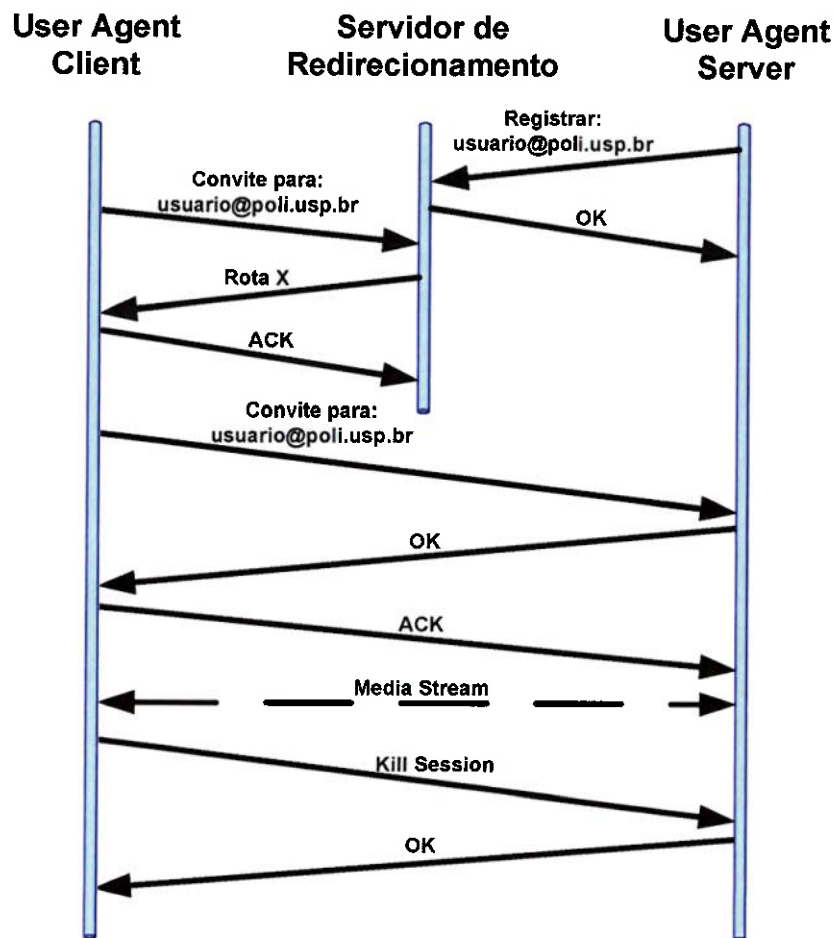 User Agent
Client
Servidor de
Redirecionamento
User Agent
Server
Registrar:
usuario@poli.usp.br
Convite para:
usuario@poli.usp.br
OK
Rota X
ACK
Convite para:
usuario@poli.usp.br
OK
ACK
Media Stream
Kill Session
OK